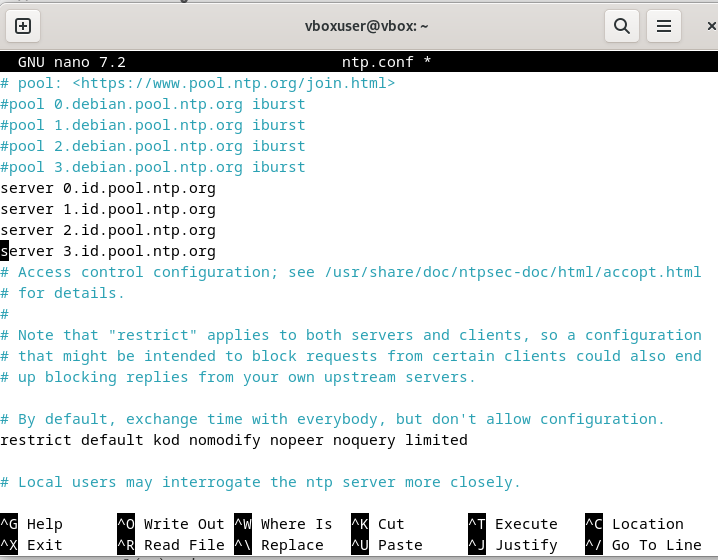 vboxuser@vbox: ~
GNU nano 7.2 ntp.conf *
# pool: <https://www.pool.ntp.org/join.html>
#pool 0.debian.pool.ntp.org iburst
#pool 1.debian.pool.ntp.org iburst
#pool 2.debian.pool.ntp.org iburst
#pool 3.debian.pool.ntp.org iburst
server 0.id.pool.ntp.org
server 1.id.pool.ntp.org
server 2.id.pool.ntp.org
server 3.id.pool.ntp.org
# Access control configuration; see /usr/share/doc/ntpsec-doc/html/accopt.html
# for details.
#
# Note that "restrict" applies to both servers and clients, so a configuration
# that might be intended to block requests from certain clients could also end
# up blocking replies from your own upstream servers.
# By default, exchange time with everybody, but don't allow configuration.
restrict default kod nomodify nopeer noquery limited
# Local users may interrogate the ntp server more closely.
^G Help ^O Write Out ^W Where Is ^K Cut ^T Execute ^C Location
^X Exit ^R Read File ^\ Replace ^U Paste ^J Justify ^/ Go To Line